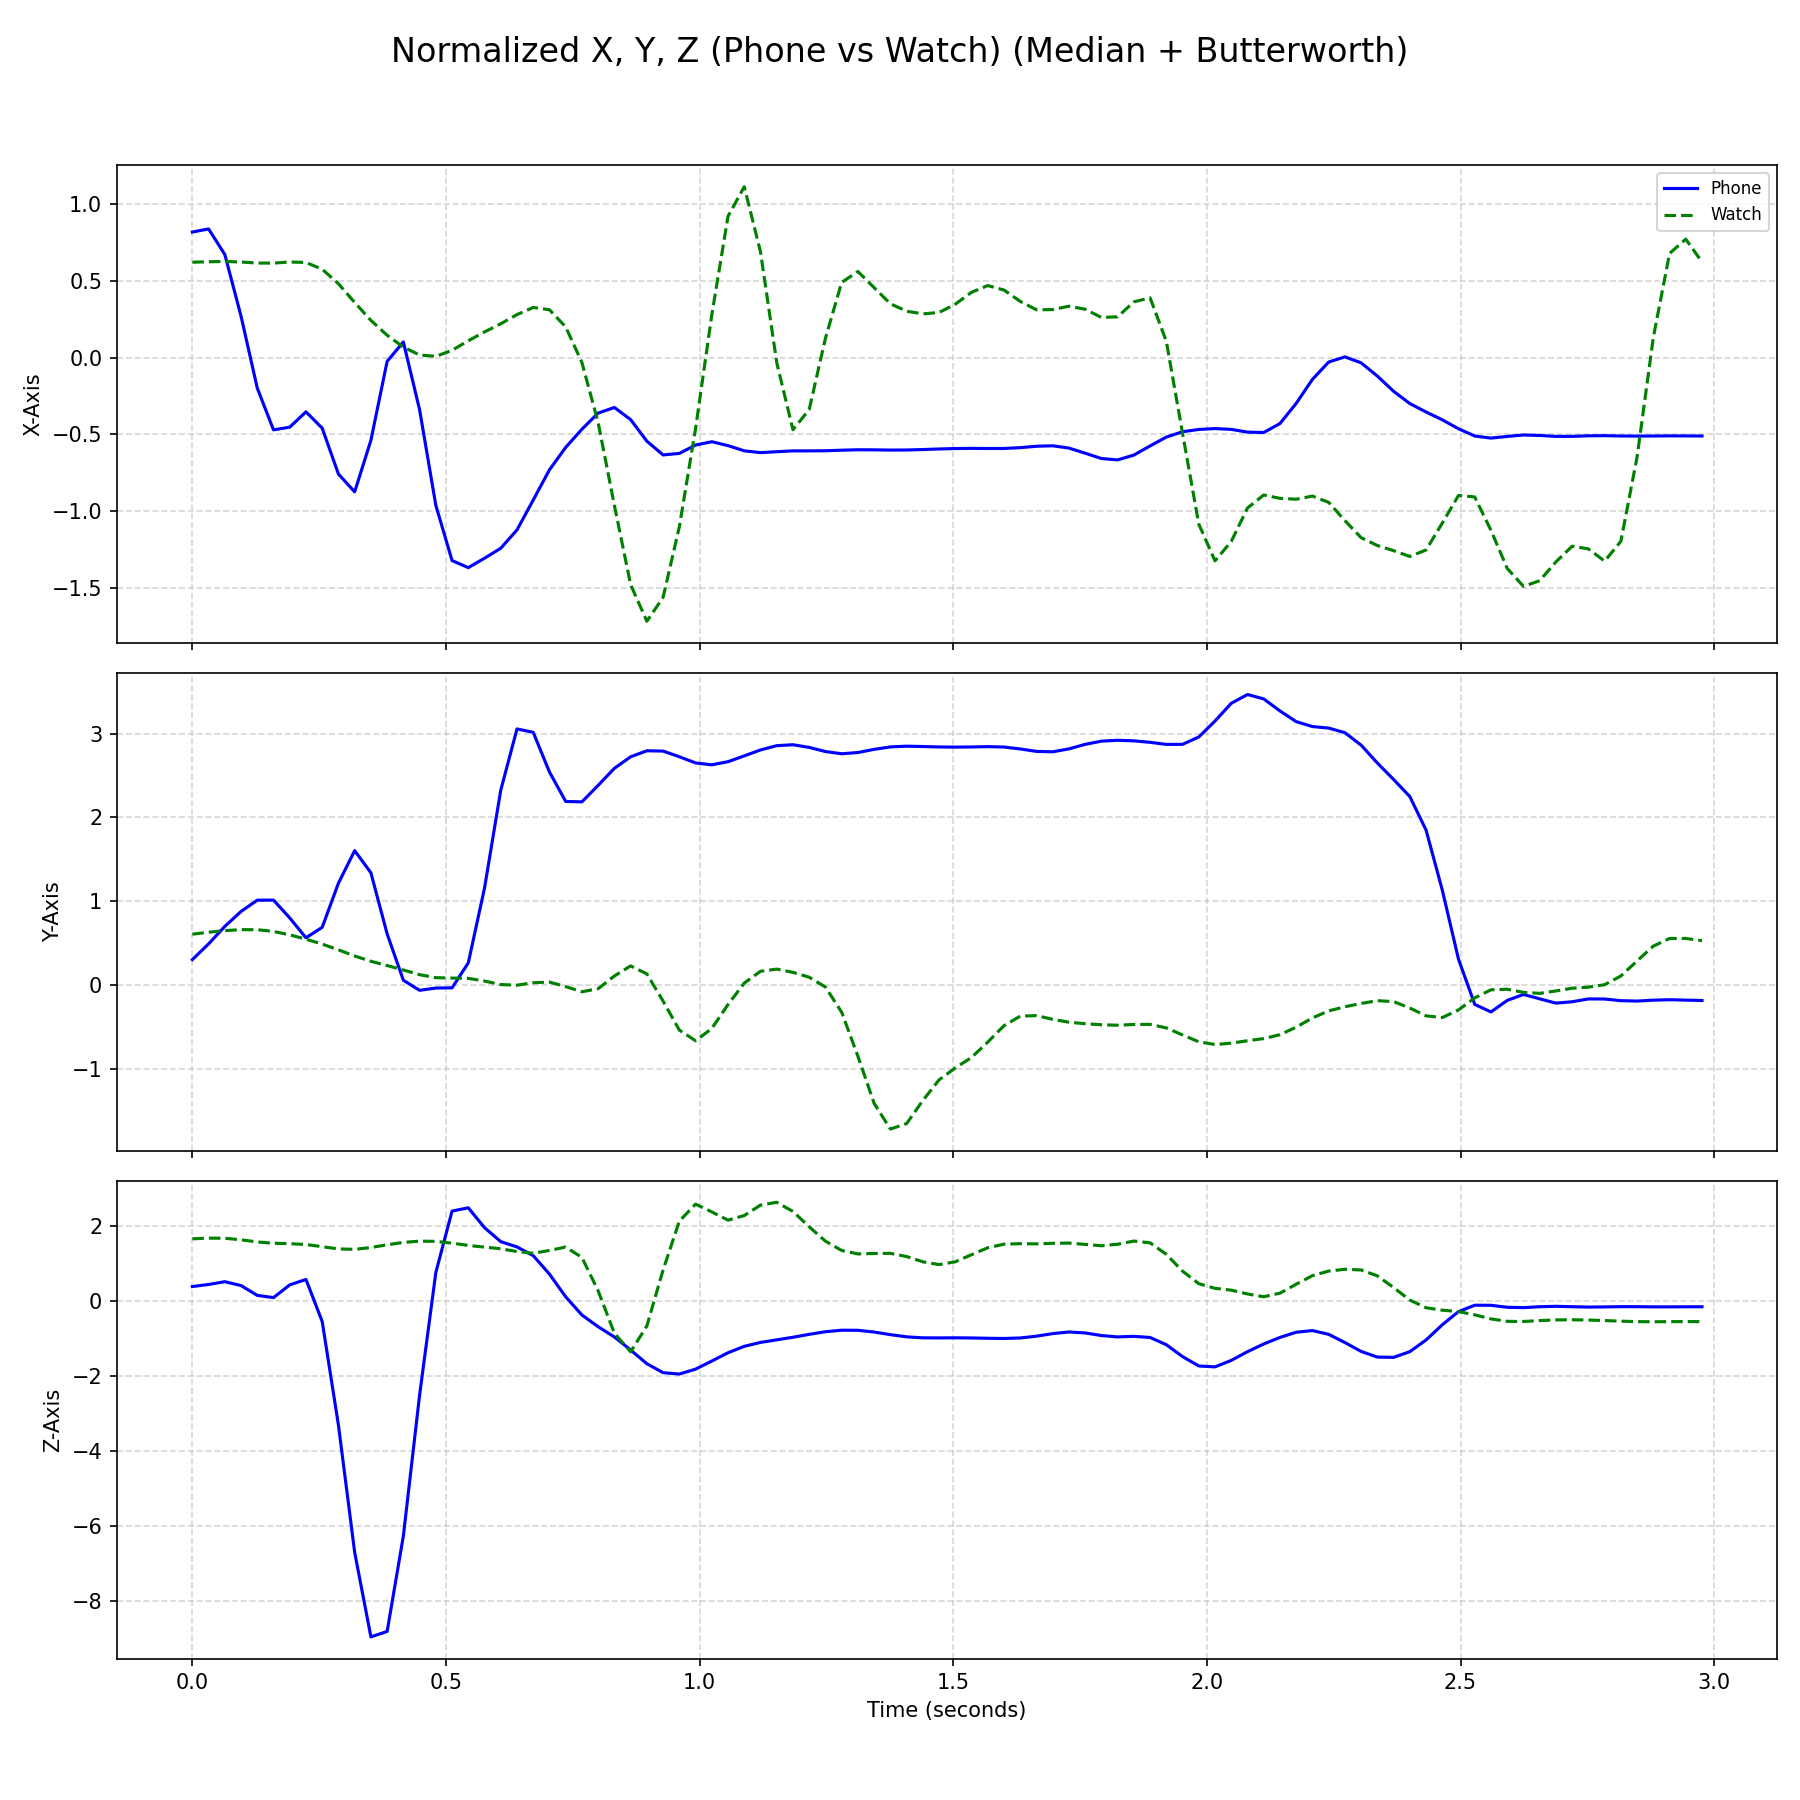 Normalized X, Y, Z (Phone vs Watch) (Median + Butterworth)
Phone
Watch
X-Axis
1.0
0.5
0.0
−0.5
−1.0
−1.5
Y-Axis
3
2
1
0
−1
Z-Axis
2
0
−2
−4
−6
−8
0.0 0.5 1.0 1.5 2.0 2.5 3.0
Time (seconds)